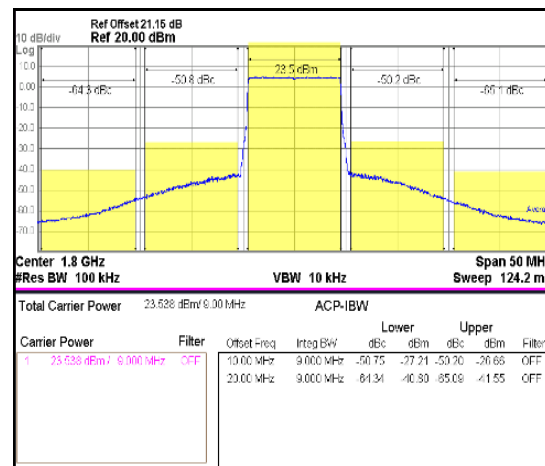 Ref Offset 21.15 dB
10 dB/div Ref 20.00 dBm
Log
10.0
0.00
-10.0
-20.0
-30.0
-40.0
-50.0
-60.0
-70.0
-64.3 dBc -50.8 dBc 23.5 dBm -50.2 dBc -65.1 dBc
Avera
Center 1.8 GHz Span 50 MH
#Res BW 100 kHz VBW 10 kHz Sweep 124.2 m
Total Carrier Power 23.538 dBm/ 9.00 MHz ACP-IBW
Lower Upper
Carrier Power Filter Offset Freq Integ BW dBc dBm dBc dBm Filter
1 23.538 dBm / 9.000 MHz OFF 10.00 MHz 9.000 MHz -50.75 -27.21 -50.20 -26.66 OFF
20.00 MHz 9.000 MHz -64.34 -40.80 -65.09 -41.55 OFF